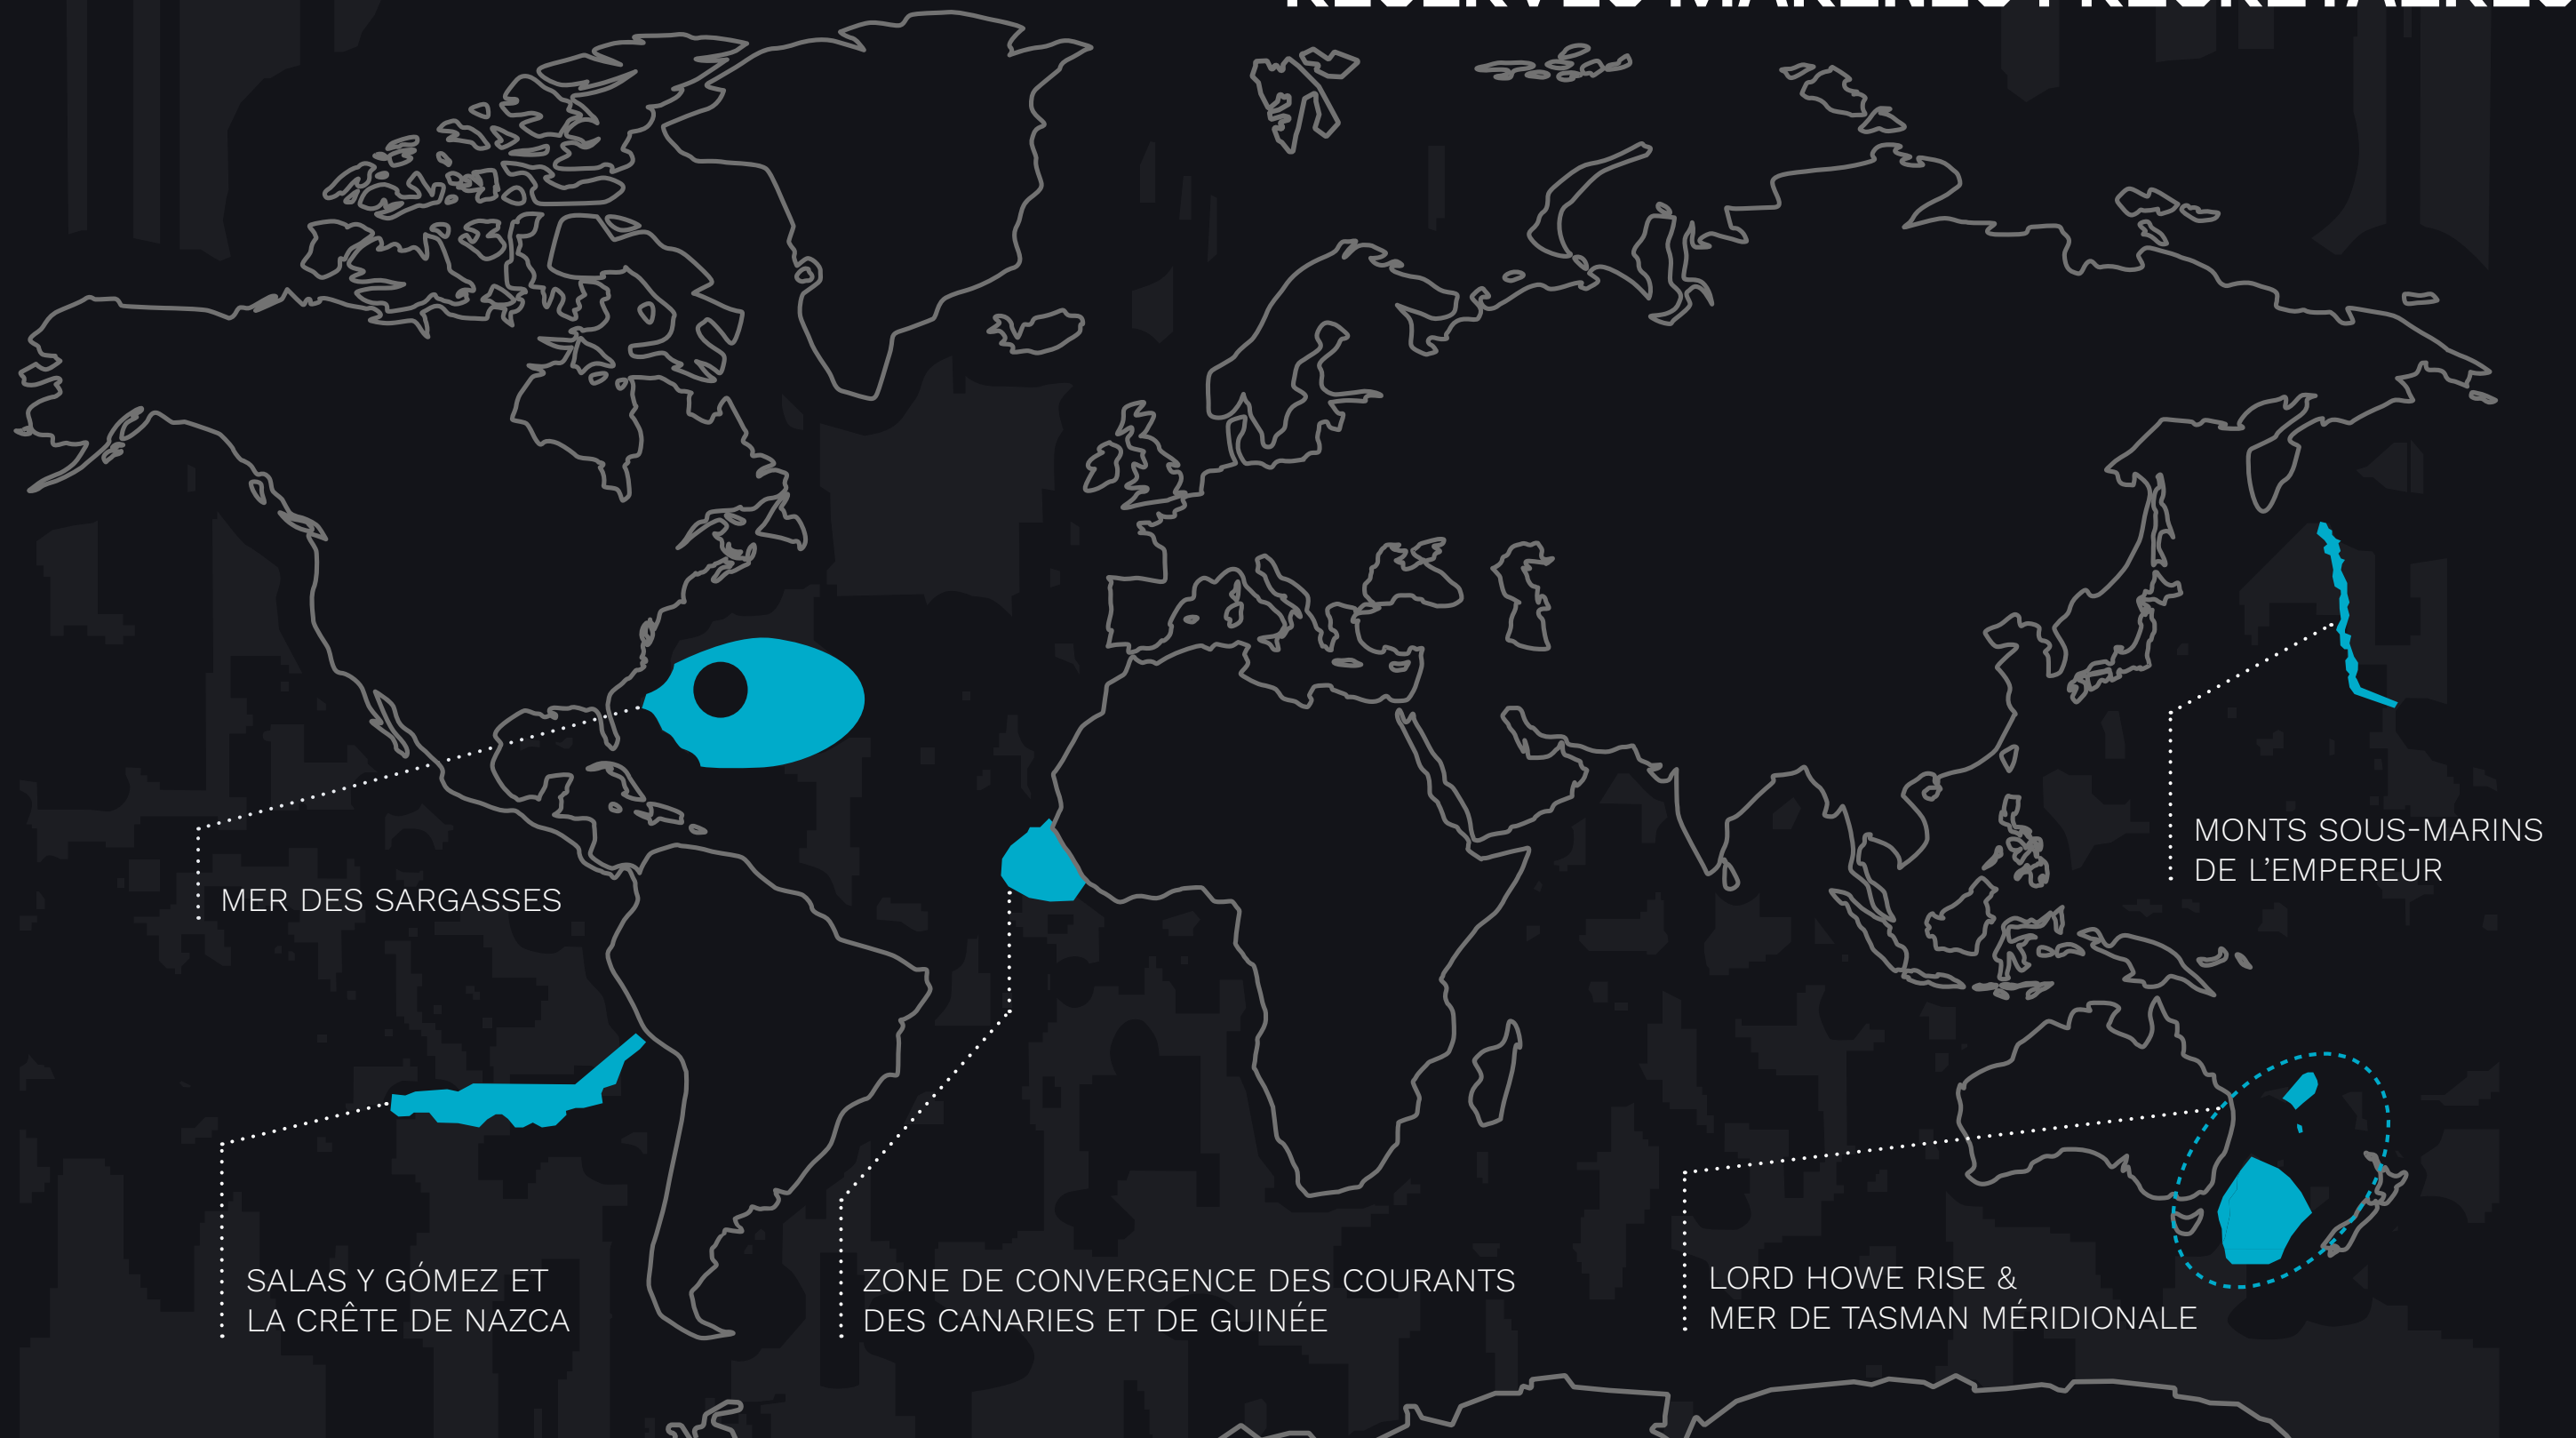 MER DES SARGASSES
MONTS SOUS-MARINS
DE L’EMPEREUR
SALAS Y GÓMEZ ET
LA CRÊTE DE NAZCA
ZONE DE CONVERGENCE DES COURANTS
DES CANARIES ET DE GUINÉE
LORD HOWE RISE &
MER DE TASMAN MÉRIDIONALE